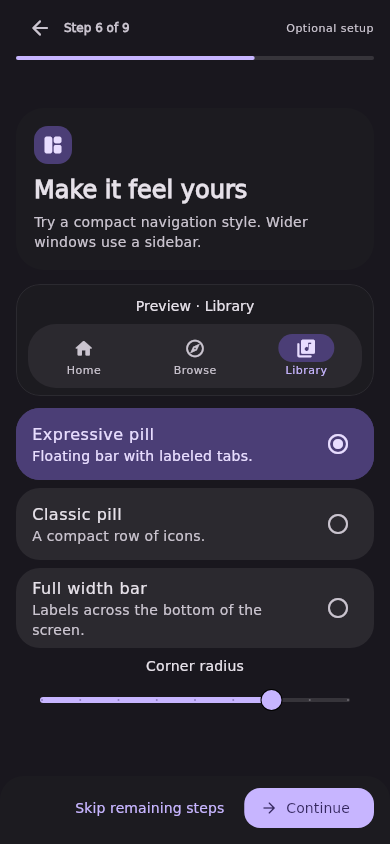 Step 6 of 9
Optional setup
Make it feel yours
Try a compact navigation style. Wider
windows use a sidebar.
Preview · Library
Home
Browse
Library
Expressive pill
Floating bar with labeled tabs.
Classic pill
A compact row of icons.
Full width bar
Labels across the bottom of the
screen.
Corner radius
Skip remaining steps
Continue